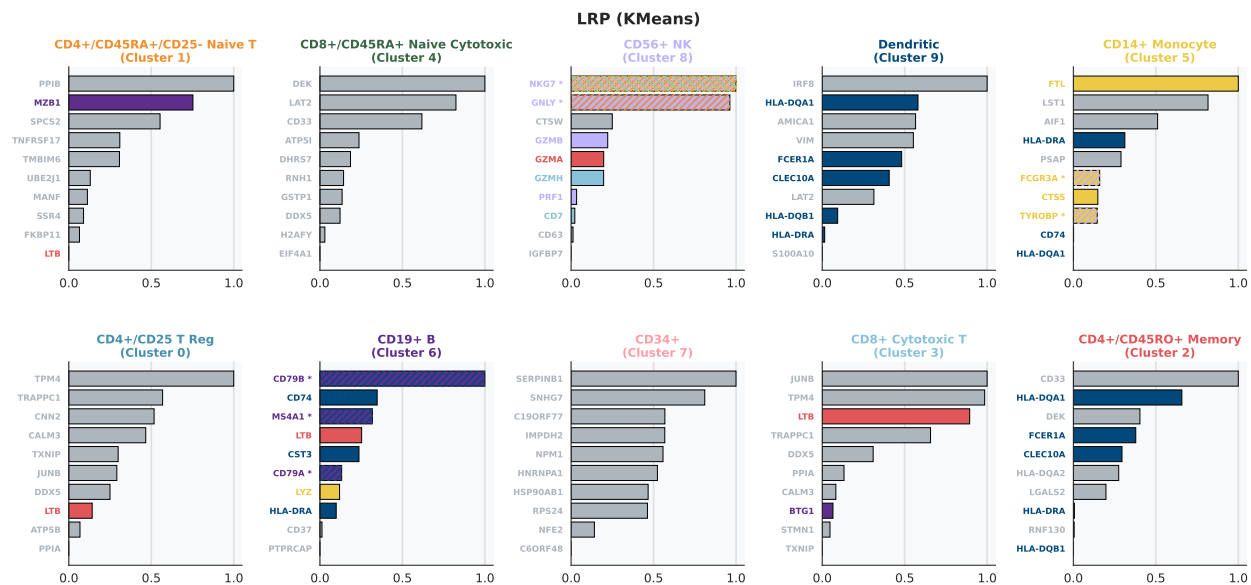 LRP (KMeans)
CD4+/CD45RA+/CD25- Naive T
(Cluster 1)
PPIB
MZB1
SPCS2
TNFRSF17
TMBIM6
UBE2J1
MANF
SSR4
FKBP11
LTB
0.0 0.5 1.0
CD8+/CD45RA+ Naive Cytotoxic
(Cluster 4)
DEK
LAT2
CD33
ATP5I
DHRS7
RNH1
GSTP1
DDX5
H2AFY
EIF4A1
0.0 0.5 1.0
CD56+ NK
(Cluster 8)
NKG7 *
GNLY *
CTSW
GZMB
GZMA
GZMH
PRF1
CD7
CD63
IGFBP7
0.0 0.5 1.0
Dendritic
(Cluster 9)
IRF8
HLA-DQA1
AMICA1
VIM
FCER1A
CLEC10A
LAT2
HLA-DQB1
HLA-DRA
S100A10
0.0 0.5 1.0
CD14+ Monocyte
(Cluster 5)
FTL
LST1
AIF1
HLA-DRA
PSAP
FCGR3A *
CTSS
TYROBP *
CD74
HLA-DQA1
0.0 0.5 1.0
CD4+/CD25 T Reg
(Cluster 0)
TPM4
TRAPPC1
CNN2
CALM3
TXNIP
JUNB
DDX5
LTB
ATP5B
PPIA
0.0 0.5 1.0
CD19+ B
(Cluster 6)
CD79B *
CD74
MS4A1 *
LTB
CST3
CD79A *
LYZ
HLA-DRA
CD37
PTPRCAP
0.0 0.5 1.0
CD34+
(Cluster 7)
SERPINB1
SNHG7
C19ORF77
IMPDH2
NPM1
HNRNPA1
HSP90AB1
RPS24
NFE2
C6ORF48
0.0 0.5 1.0
CD8+ Cytotoxic T
(Cluster 3)
JUNB
TPM4
LTB
TRAPPC1
DDX5
PPIA
CALM3
BTG1
STMN1
TXNIP
0.0 0.5 1.0
CD4+/CD45RO+ Memory
(Cluster 2)
CD33
HLA-DQA1
DEK
FCER1A
CLEC10A
HLA-DQA2
LGALS2
HLA-DRA
RNF130
HLA-DQB1
0.0 0.5 1.0